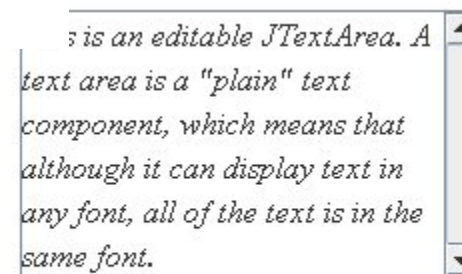 is an editable JTextArea. A
text area is a "plain" text
component, which means that
although it can display text in
any font, all of the text is in the
same font.